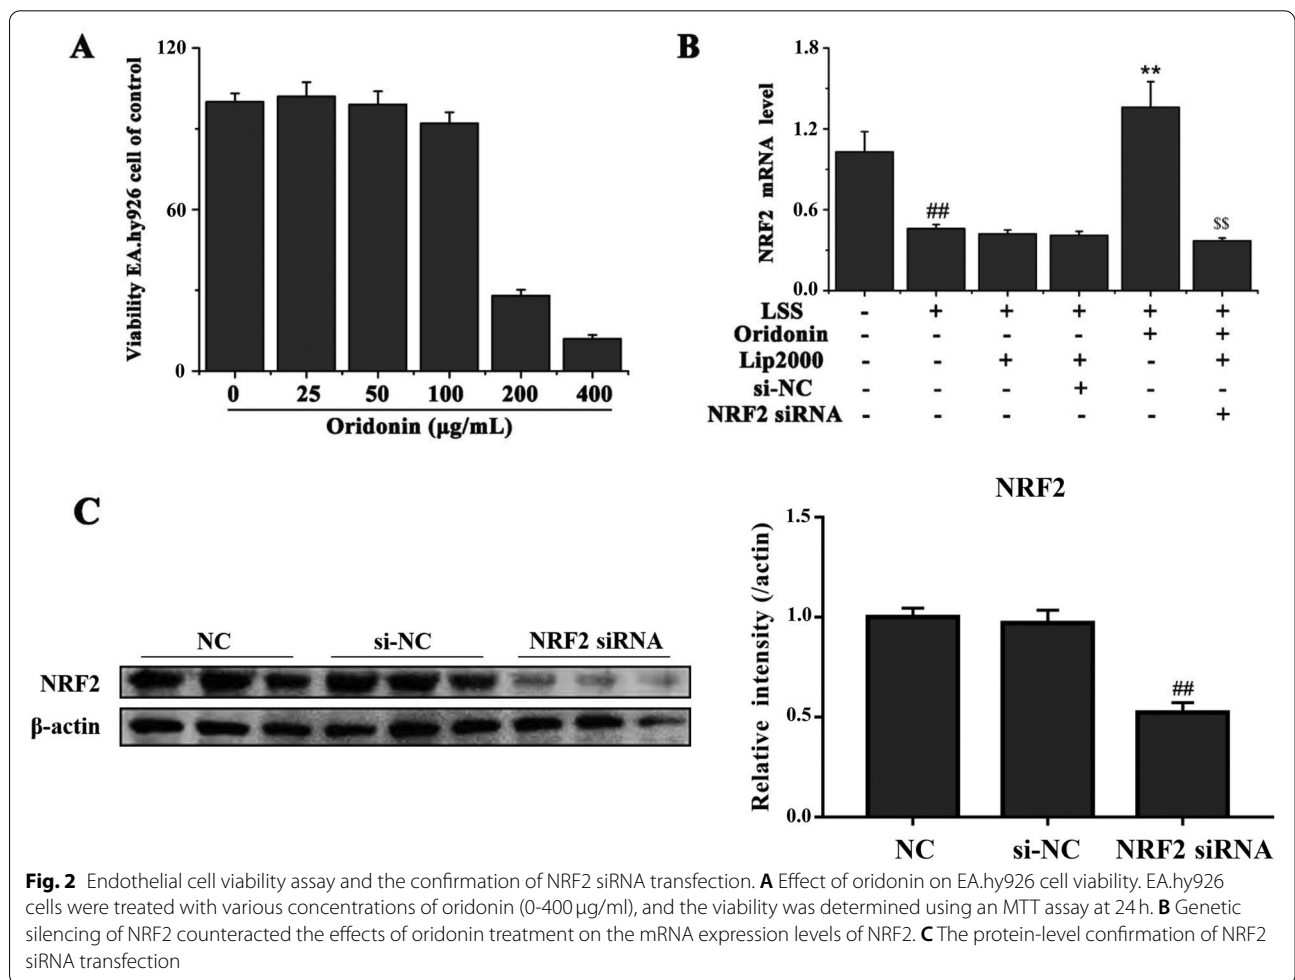 A
Viability EA.hy926 cell of control
120
60
0
0 25 50 100 200 400
Oridonin (μg/mL)
B
NRF2 mRNA level
1.8
1.2
0.6
0.0
##
**
$$
LSS - + + + + +
Oridonin - - - - + +
Lip2000 - - + + - +
si-NC - - - + - -
NRF2 siRNA - - - - - +
C
NC si-NC NRF2 siRNA
NRF2
β-actin
NRF2
Relative intensity (/actin)
1.5
1.0
0.5
0.0
##
NC si-NC NRF2 siRNA
Fig. 2 Endothelial cell viability assay and the confirmation of NRF2 siRNA transfection. A Effect of oridonin on EA.hy926 cell viability. EA.hy926
cells were treated with various concentrations of oridonin (0-400 μg/ml), and the viability was determined using an MTT assay at 24 h. B Genetic
silencing of NRF2 counteracted the effects of oridonin treatment on the mRNA expression levels of NRF2. C The protein-level confirmation of NRF2
siRNA transfection